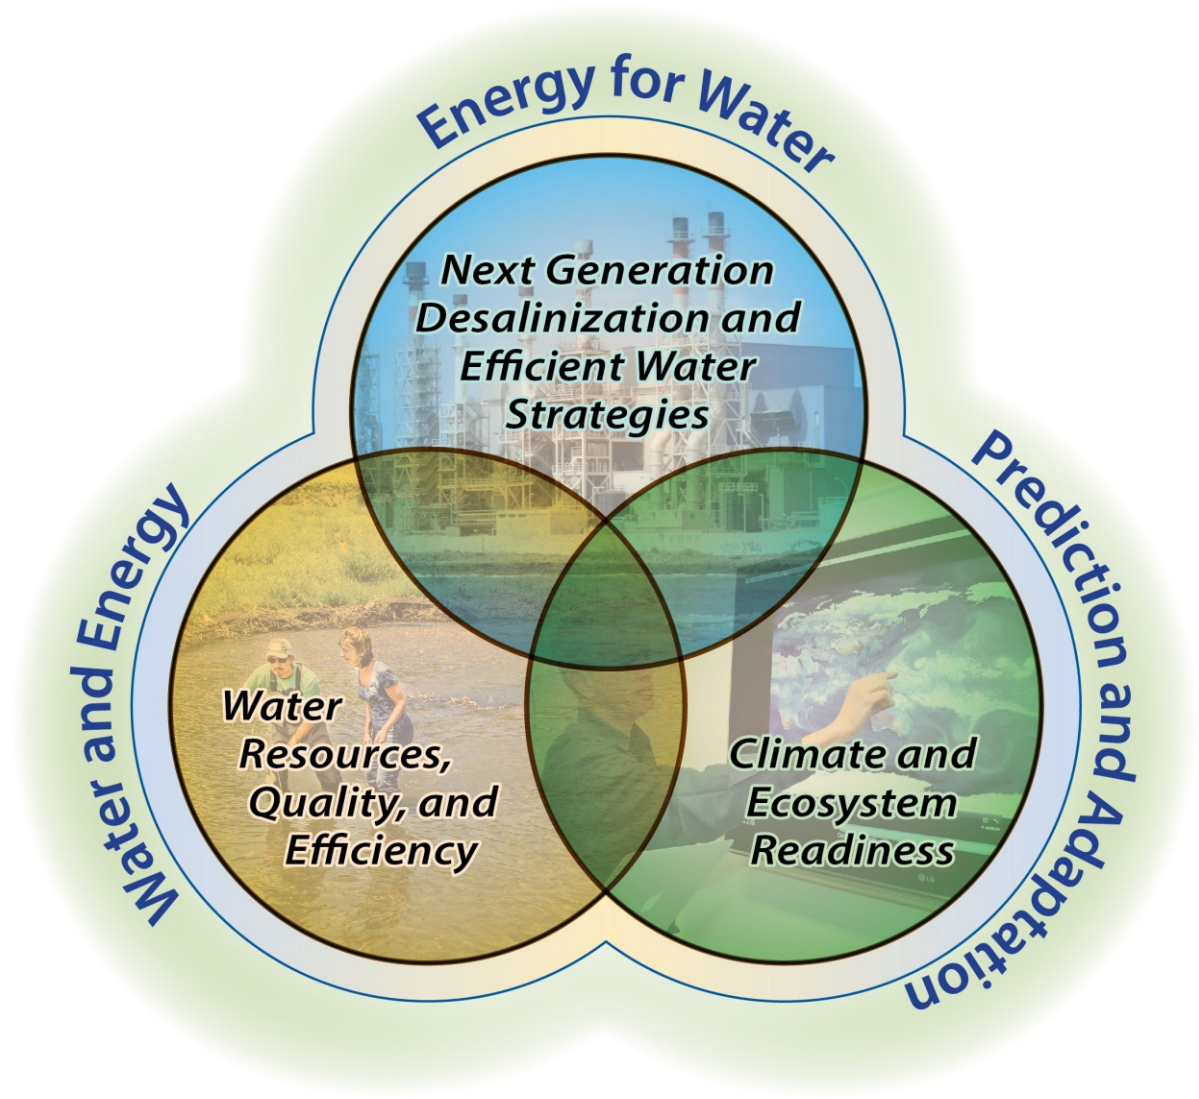 Energy for Water
Next Generation
Desalinization and
Efficient Water
Strategies
Water and Energy
Water
Resources,
Quality, and
Efficiency
Prediction and Adaptation
Climate and
Ecosystem
Readiness
LG